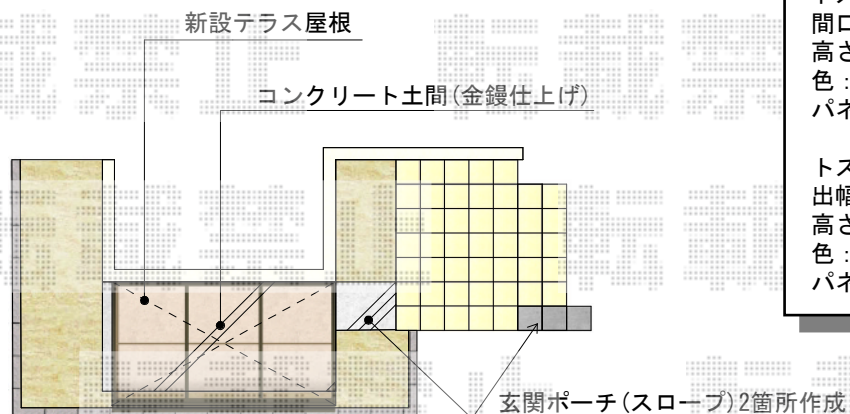 新設テラス屋根
コンクリート土間(金鏝仕上げ)
間口
高さ
色：
パネ
トス
出幅
高さ
色：
パネ
玄関ポーチ(スロープ)2箇所作成